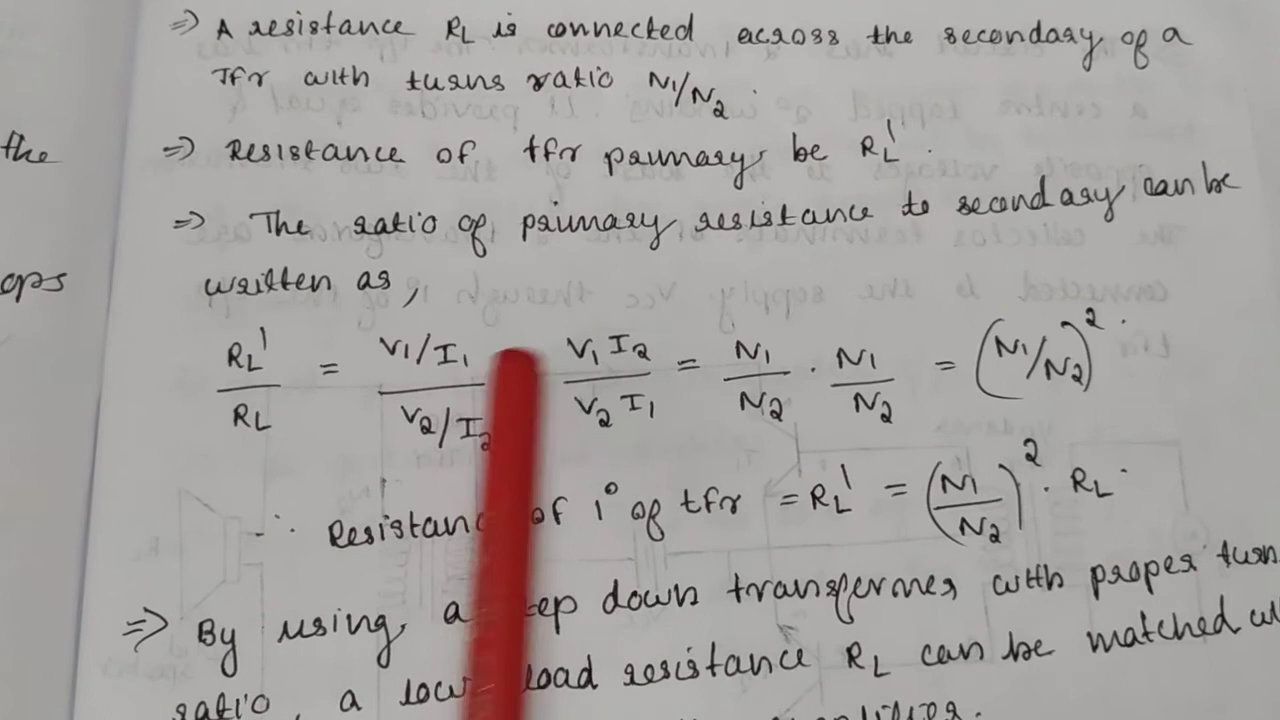 ⇒ A resistance RL is connected across the secondary of a
Tfr with turns ratio N1/N2.
the
⇒ Resistance of tfr primary be RL'.
⇒ The ratio of primary resistance to secondary can be
ops
written as,
RL'/RL = (V1/I1)/(V2/I2) V1 I2/V2 I1 = N1/N2 . N1/N2 = (N1/N2)².
∴ Resistanc of 1° of tfr = RL' = (N1/N2)² . RL.
⇒ By using a ep down transformer with proper turn
ratio, a low load resistance RL can be matched